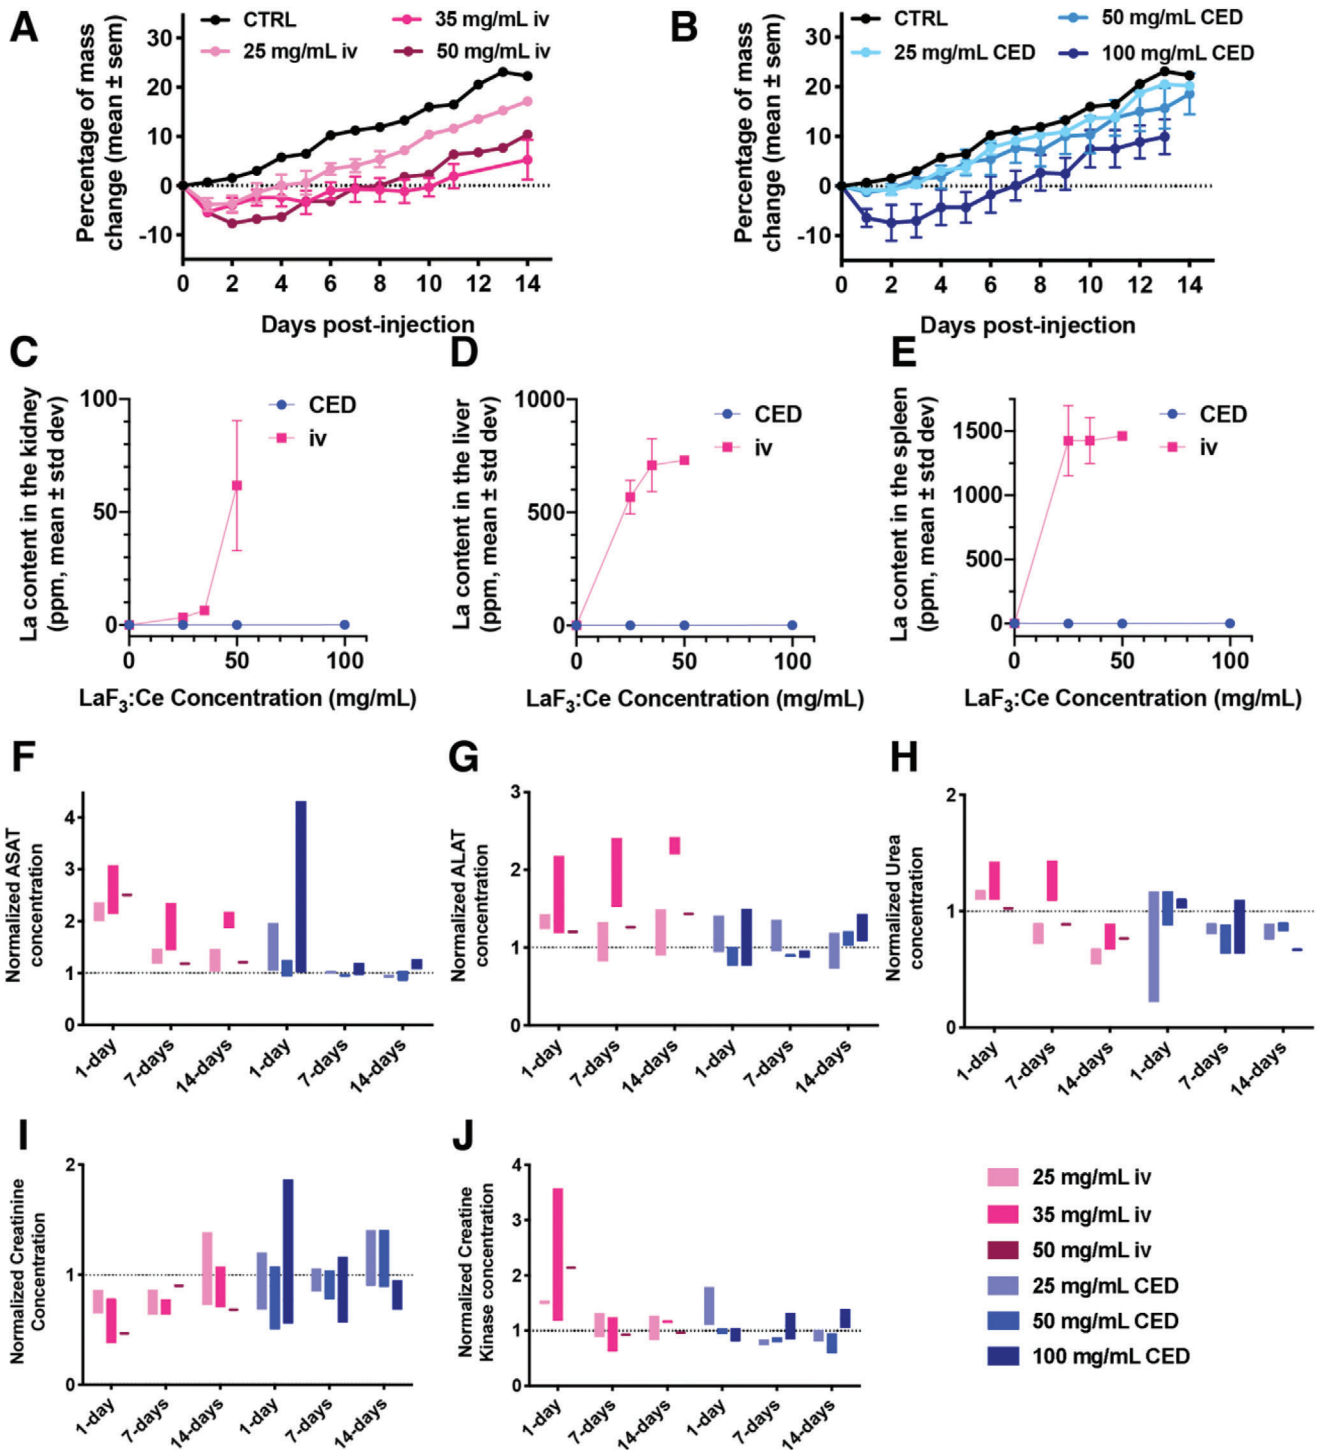 A
CTRL
35 mg/mL iv
25 mg/mL iv
50 mg/mL iv
Percentage of mass
change (mean ± sem)
30
20
10
0
-10
0 2 4 6 8 10 12 14
Days post-injection
B
CTRL
50 mg/mL CED
25 mg/mL CED
100 mg/mL CED
Percentage of mass
change (mean ± sem)
30
20
10
0
-10
0 2 4 6 8 10 12 14
Days post-injection
C
CED
iv
La content in the kidney
(ppm, mean ± std dev)
100
50
0
0 50 100
LaF₃:Ce Concentration (mg/mL)
D
CED
iv
La content in the liver
(ppm, mean ± std dev)
1000
500
0
0 50 100
LaF₃:Ce Concentration (mg/mL)
E
CED
iv
La content in the spleen
(ppm, mean ± std dev)
1500
1000
500
0
0 50 100
LaF₃:Ce Concentration (mg/mL)
F
Normalized ASAT
concentration
4
3
2
1
0
1-day 7-days 14-days 1-day 7-days 14-days
G
Normalized ALAT
concentration
3
2
1
0
1-day 7-days 14-days 1-day 7-days 14-days
H
Normalized Urea
concentration
2
1
0
1-day 7-days 14-days 1-day 7-days 14-days
I
Normalized Creatinine
Concentration
2
1
0
1-day 7-days 14-days 1-day 7-days 14-days
J
Normalized Creatine
Kinase concentration
4
3
2
1
0
1-day 7-days 14-days 1-day 7-days 14-days
25 mg/mL iv
35 mg/mL iv
50 mg/mL iv
25 mg/mL CED
50 mg/mL CED
100 mg/mL CED